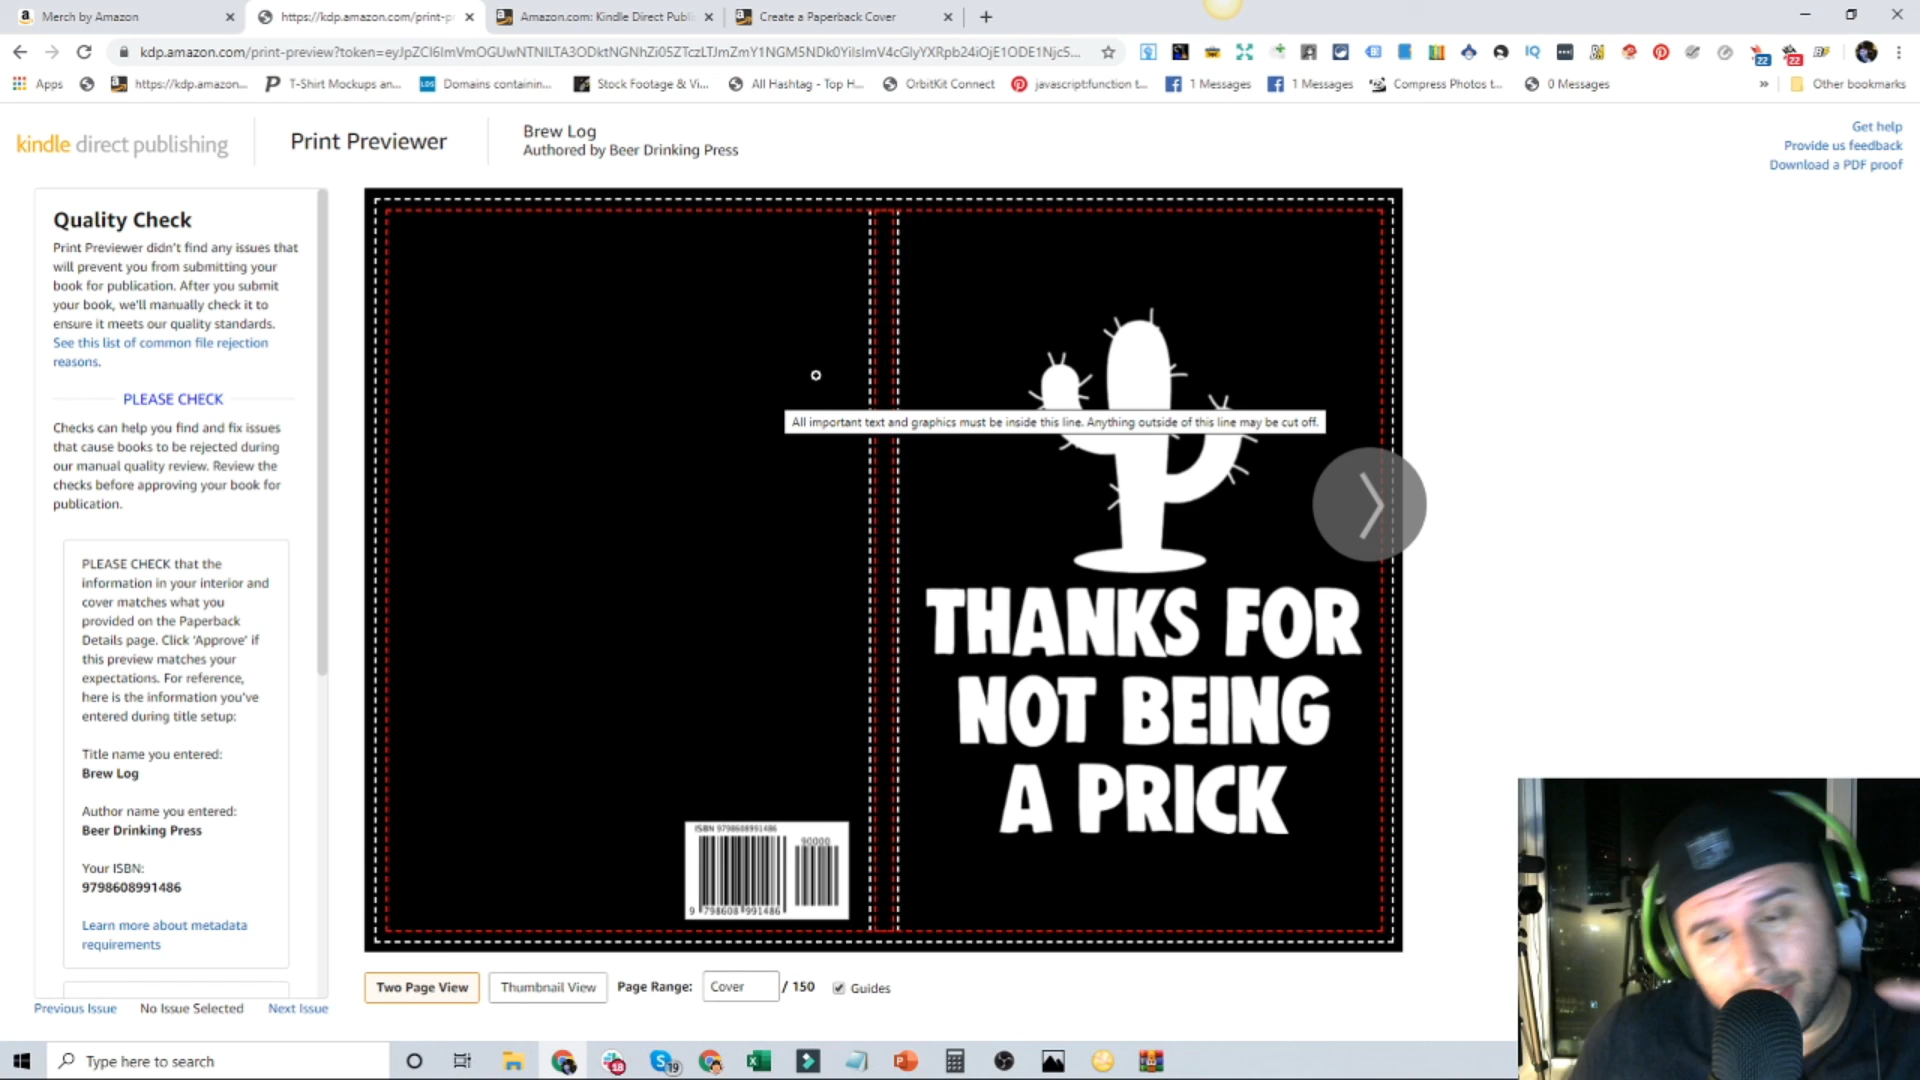 Merch by Amazon
https://kdp.amazon.com/print-pr
Amazon.com: Kindle Direct Publi
Create a Paperback Cover
kdp.amazon.com/print-preview?token=eyJpZCI6ImVmOGUwNTNlLTA3ODktNGNhZi05ZTczLTJmZmY1NGM5NDk0YiIsImV4cGlyYXRpb24iOjE1ODE1Njc5...
IQ
22
22
Apps
https://kdp.amazon...
T-Shirt Mockups an...
Domains containin...
Stock Footage & Vi...
All Hashtag - Top H...
OrbitKit Connect
javascript:function t...
1 Messages
1 Messages
Compress Photos t...
0 Messages
»
Other bookmarks
kindle direct publishing
Print Previewer
Brew Log
Authored by Beer Drinking Press
Get help
Provide us feedback
Download a PDF proof
Quality Check
Print Previewer didn't find any issues that
will prevent you from submitting your
book for publication. After you submit
your book, we'll manually check it to
ensure it meets our quality standards.
See this list of common file rejection
reasons.
PLEASE CHECK
Checks can help you find and fix issues
that cause books to be rejected during
our manual quality review. Review the
checks before approving your book for
publication.
PLEASE CHECK that the
information in your interior and
cover matches what you
provided on the Paperback
Details page. Click 'Approve' if
this preview matches your
expectations. For reference,
here is the information you've
entered during title setup:
Title name you entered:
Brew Log
Author name you entered:
Beer Drinking Press
Your ISBN:
9798608991486
Learn more about metadata
requirements
Previous Issue
No Issue Selected
Next Issue
All important text and graphics must be inside this line. Anything outside of this line may be cut off.
THANKS FOR
NOT BEING
A PRICK
ISBN 9798608991486
90000
9 798608 991486
Two Page View
Thumbnail View
Page Range:
Cover
/ 150
Guides
Type here to search
18
19